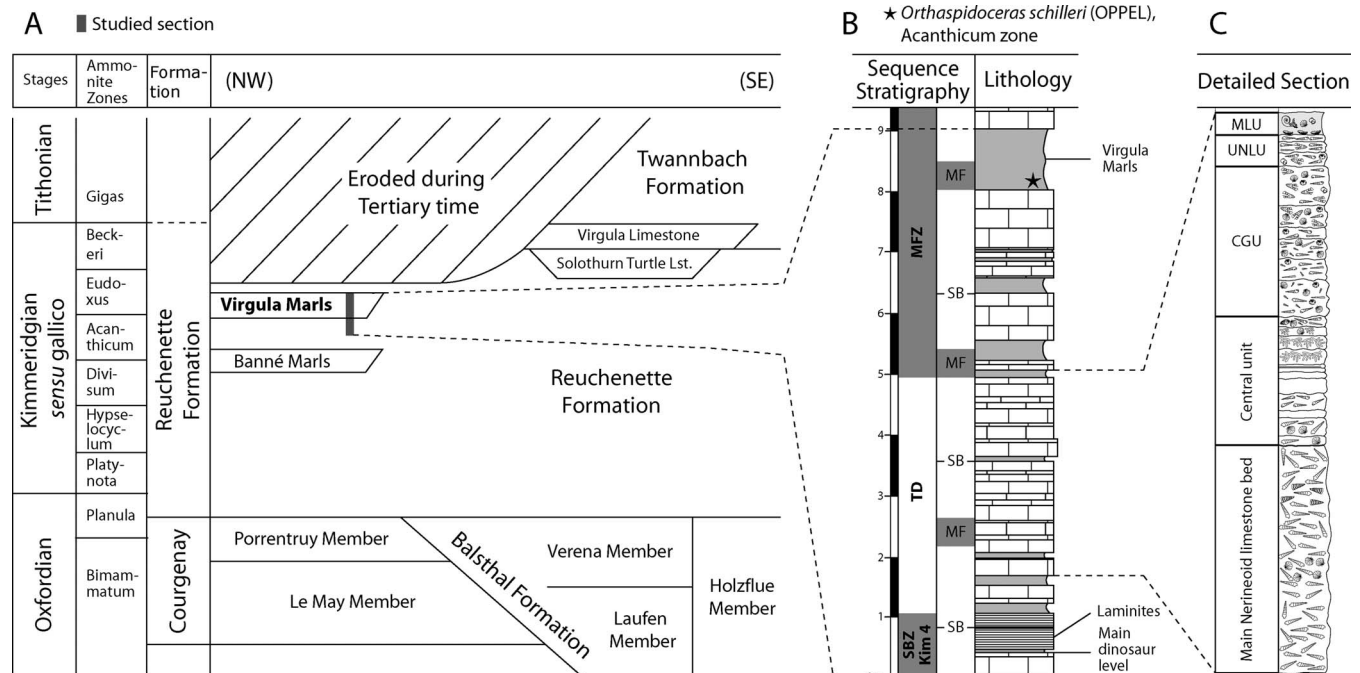 A
Studied section
Stages
Ammo-
nite
Zones
Forma-
tion
(NW)
(SE)
Tithonian
Kimmeridgian
sensu gallico
Oxfordian
Gigas
Beck-
eri
Eudo-
xus
Acan-
thicum
Divi-
sum
Hypse-
locyc-
lum
Platy-
nota
Planula
Bimam-
matum
Reuchenette
Formation
Courgenay
Eroded during
Tertiary time
Twannbach
Formation
Virgula Limestone
Solothurn Turtle Lst.
Virgula Marls
Banné Marls
Reuchenette
Formation
Porrentruy Member
Le May Member
Balsthal Formation
Verena Member
Laufen
Member
Holzflue
Member
B
★ Orthaspidoceras schilleri (OPPEL),
Acanthicum zone
Sequence
Stratigraphy
Lithology
9
8
7
6
5
4
3
2
1
MFZ
TD
SBZ
Kim 4
MF
SB
MF
SB
MF
SB
Virgula
Marls
Laminites
Main
dinosaur
level
C
Detailed Section
MLU
UNLU
CGU
Central unit
Main Nerineoid limestone bed